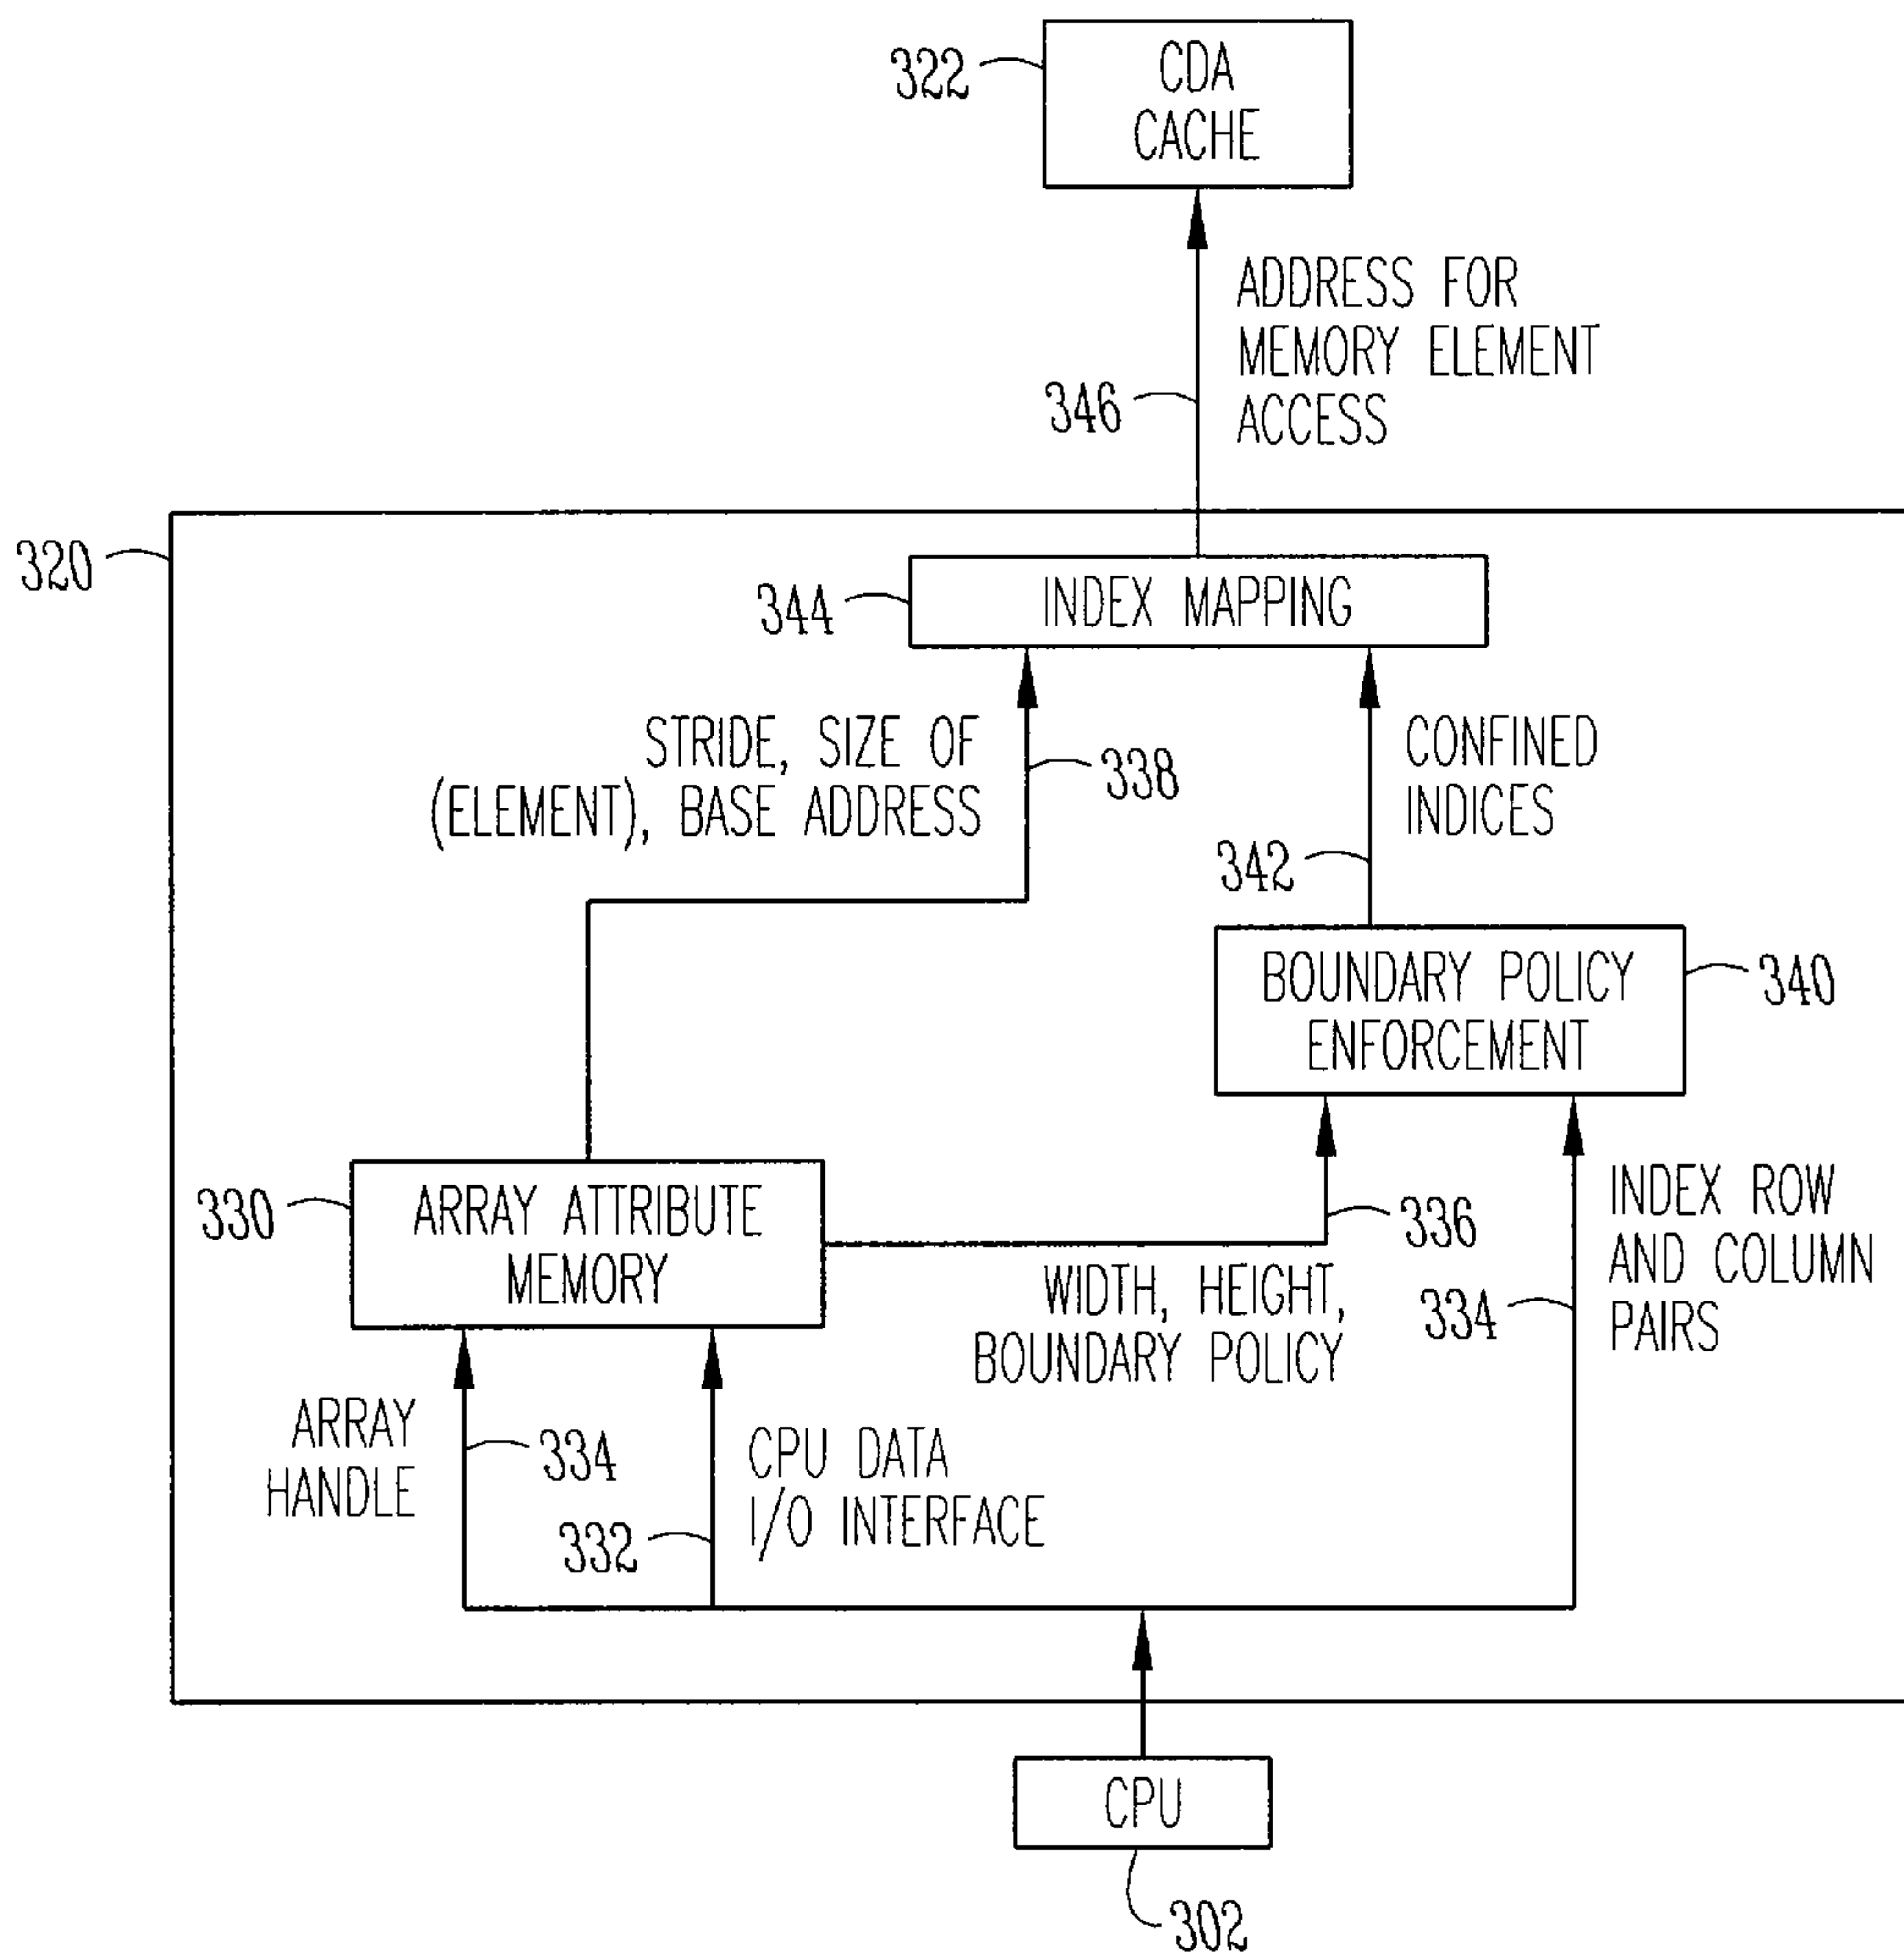 322
CDA
CACHE
ADDRESS FOR
MEMORY ELEMENT
ACCESS
346
320
344
INDEX MAPPING
STRIDE, SIZE OF
(ELEMENT), BASE ADDRESS
338
CONFINED
INDICES
342
BOUNDARY POLICY
ENFORCEMENT
340
330
ARRAY ATTRIBUTE
MEMORY
336
WIDTH, HEIGHT,
BOUNDARY POLICY
INDEX ROW
AND COLUMN
PAIRS
334
ARRAY
HANDLE
334
CPU DATA
I/O INTERFACE
332
CPU
302